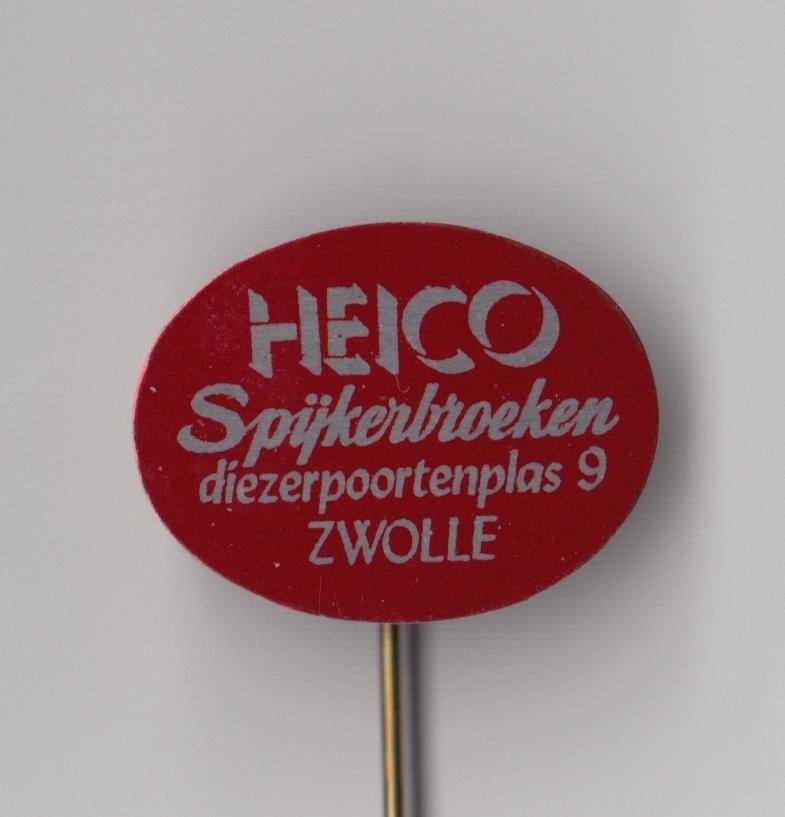 HEICO
Spijkerbroeken
diezerpoortenplas 9
ZWOLLE